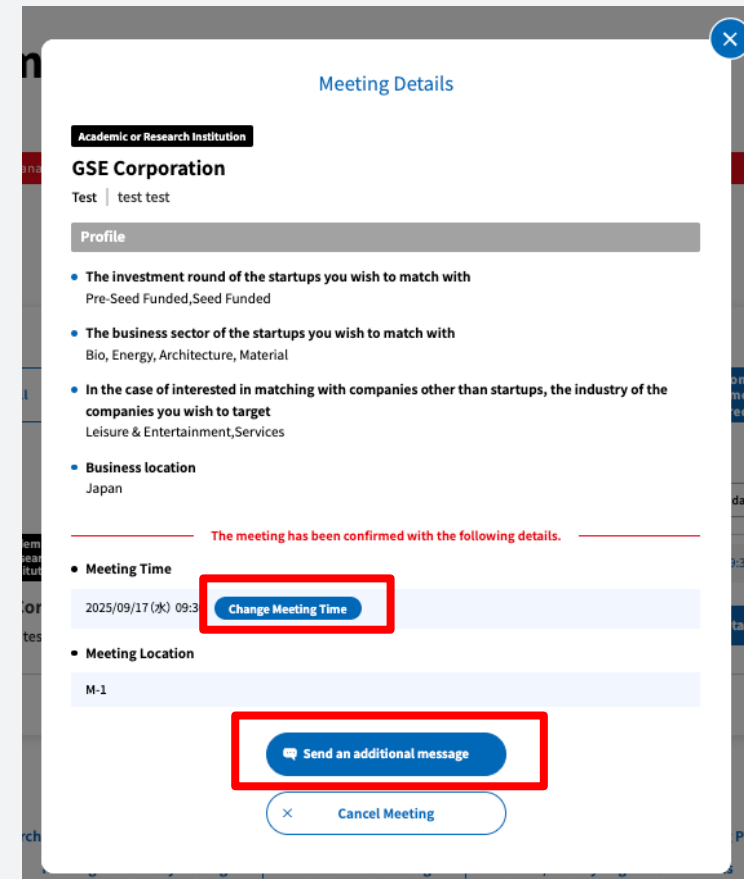 Meeting Details
Academic or Research Institution
GSE Corporation
Test test test
Profile
The investment round of the startups you wish to match with
Pre-Seed Funded,Seed Funded
The business sector of the startups you wish to match with
Bio, Energy, Architecture, Material
In the case of interested in matching with companies other than startups, the industry of the
companies you wish to target
Leisure & Entertainment,Services
Business location
Japan
The meeting has been confirmed with the following details.
Meeting Time
2025/09/17(水) 09:3 Change Meeting Time
Meeting Location
M-1
Send an additional message
Cancel Meeting